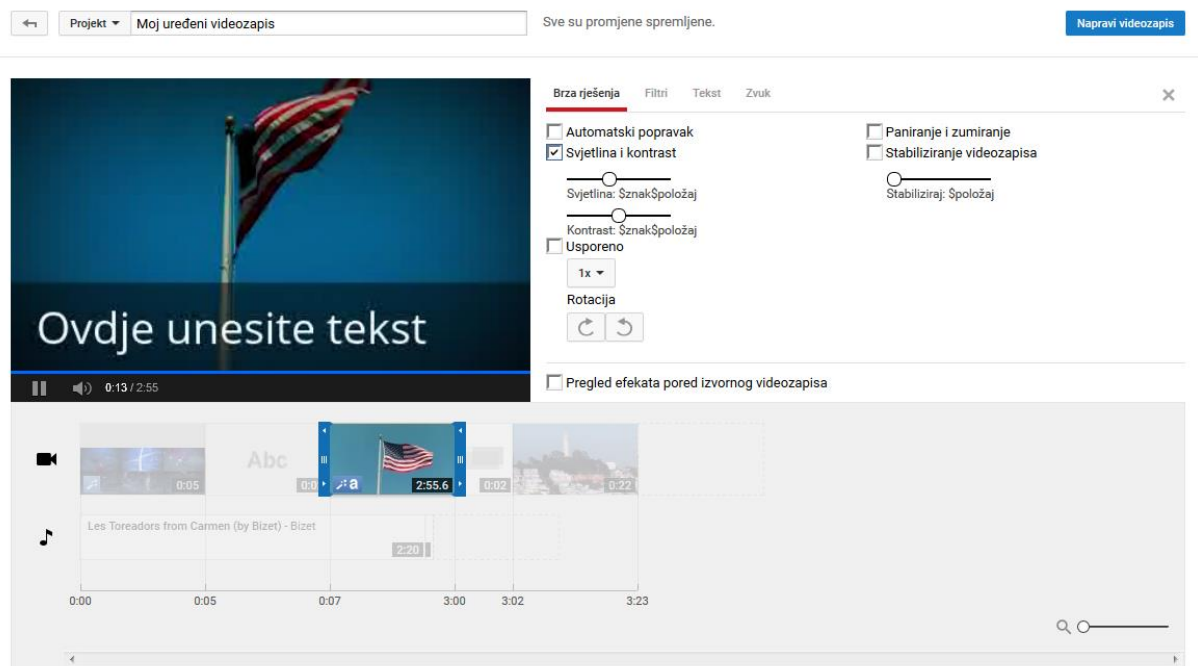 Projekt Moj uređeni videozapis Sve su promjene spremljene. Napravi videozapis
Brza rješenja Filtri Tekst Zvuk
Automatski popravak Paniranje i zumiranje
Svjetlina i kontrast Stabiliziranje videozapisa
Svjetlina: $znak$položaj Stabiliziraj: $položaj
Kontrast: $znak$položaj
Usporeno
1x
Rotacija
Ovdje unesite tekst
Pregled efekata pored izvornog videozapisa
0:13 / 2:55
Abc
0:05 a 2:55.6 0:02 0:22
Les Toreadors from Carmen (by Bizet) - Bizet
2:20
0:00 0:05 0:07 3:00 3:02 3:23